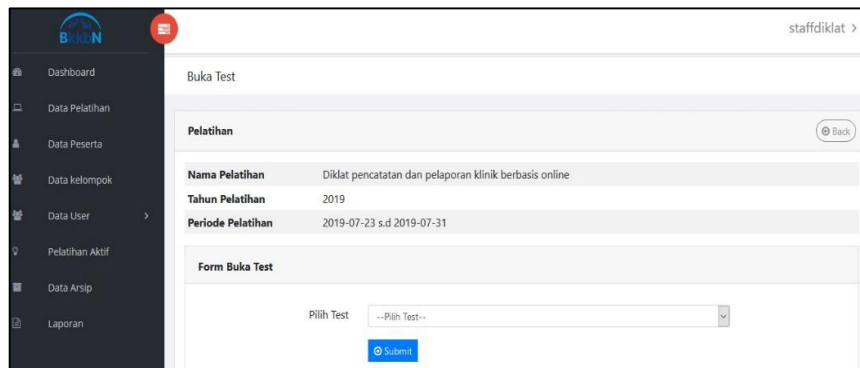 BkkbN
staffdiklat >
Dashboard
Data Pelatihan
Data Peserta
Data kelompok
Data User >
Pelatihan Aktif
Data Arsip
Laporan
Buka Test
Pelatihan
Back
Nama Pelatihan Diklat pencatatan dan pelaporan klinik berbasis online
Tahun Pelatihan 2019
Periode Pelatihan 2019-07-23 s.d 2019-07-31
Form Buka Test
Pilih Test --Pilih Test--
Submit